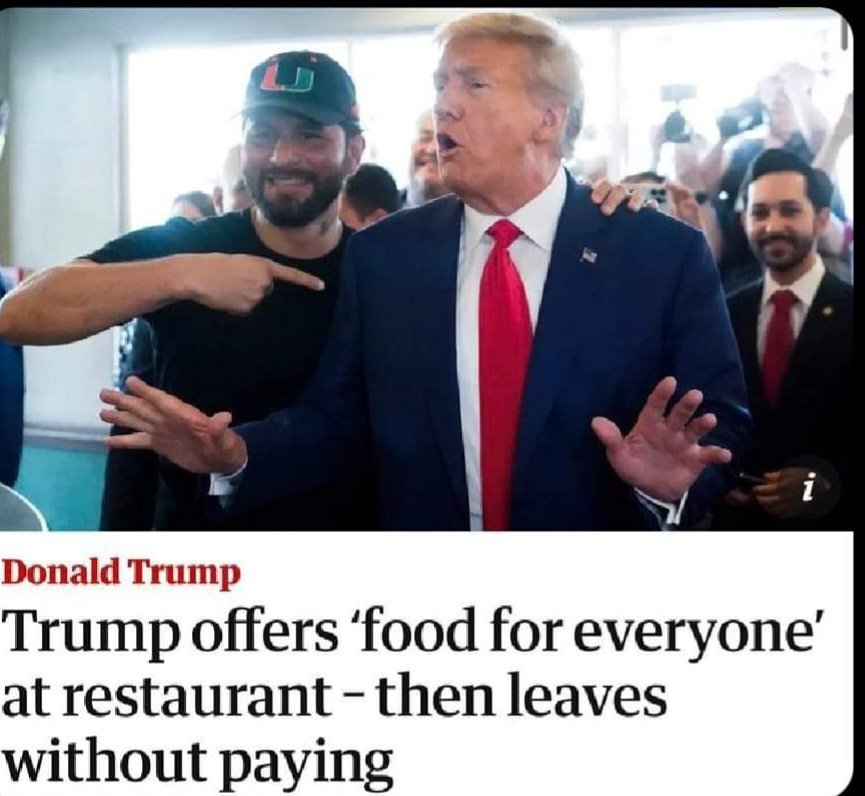 U
i
Donald Trump
Trump offers ‘food for everyone’
at restaurant – then leaves
without paying